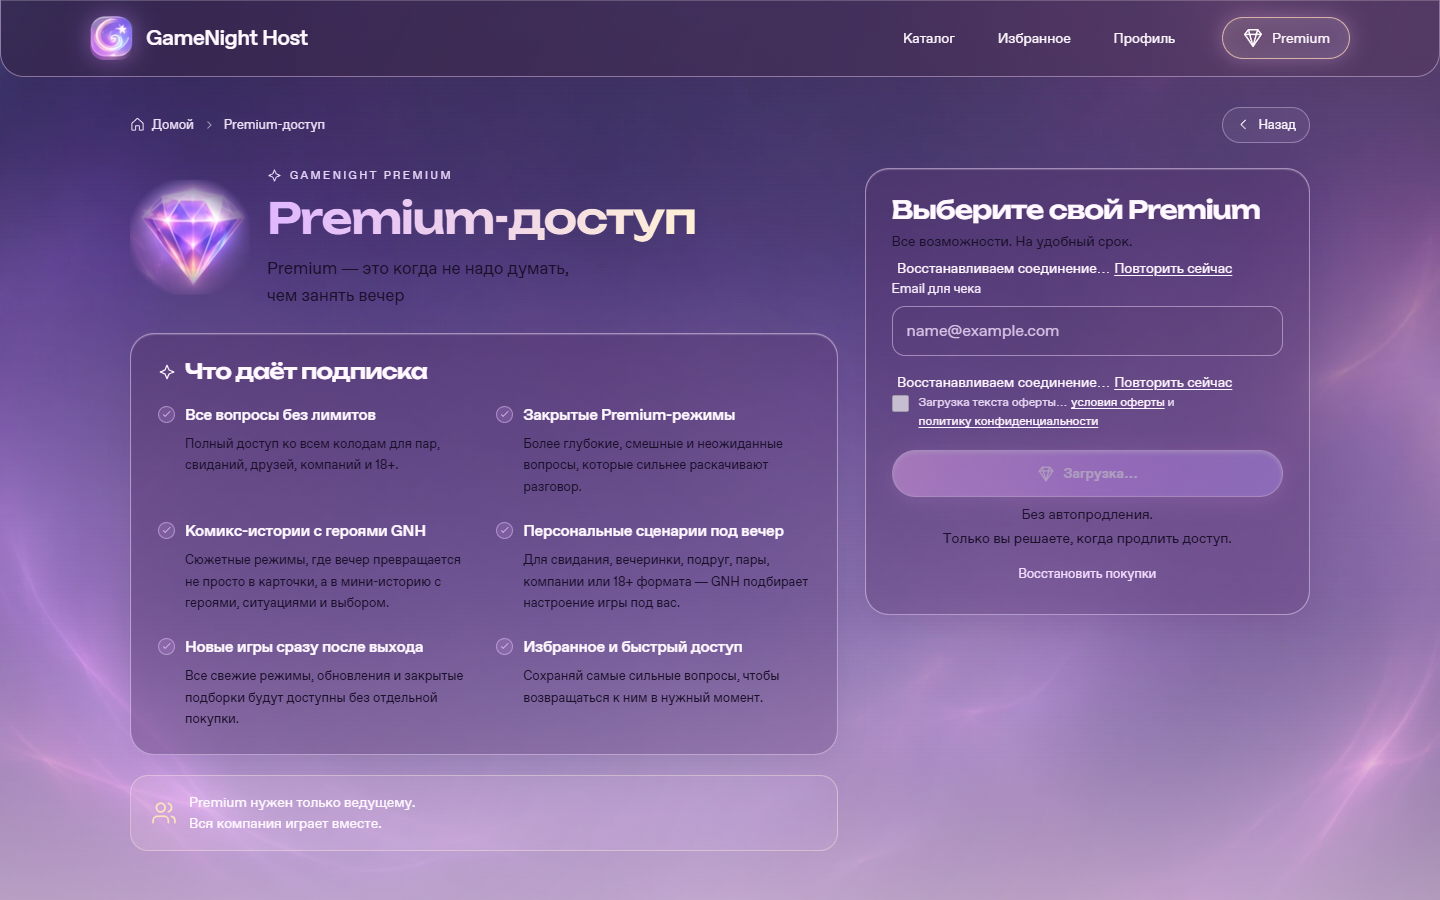 GameNight Host
Каталог
Избранное
Профиль
Premium
Домой
Premium-доступ
Назад
GAMENIGHT PREMIUM
Premium-доступ
Premium — это когда не надо думать,
чем занять вечер
Что даёт подписка
Все вопросы без лимитов
Полный доступ ко всем колодам для пар,
свиданий, друзей, компаний и 18+.
Закрытые Premium-режимы
Более глубокие, смешные и неожиданные
вопросы, которые сильнее раскачивают
разговор.
Комикс-истории с героями GNH
Сюжетные режимы, где вечер превращается
не просто в карточки, а в мини-историю с
героями, ситуациями и выбором.
Персональные сценарии под вечер
Для свидания, вечеринки, подруг, пары,
компании или 18+ формата — GNH подбирает
настроение игры под вас.
Новые игры сразу после выхода
Все свежие режимы, обновления и закрытые
подборки будут доступны без отдельной
покупки.
Избранное и быстрый доступ
Сохраняй самые сильные вопросы, чтобы
возвращаться к ним в нужный момент.
Premium нужен только ведущему.
Вся компания играет вместе.
Выберите свой Premium
Все возможности. На удобный срок.
Восстанавливаем соединение... Повторить сейчас
Email для чека
name@example.com
Восстанавливаем соединение... Повторить сейчас
Загрузка текста оферты... условия оферты и
политику конфиденциальности
Загрузка...
Без автопродления.
Только вы решаете, когда продлить доступ.
Восстановить покупки